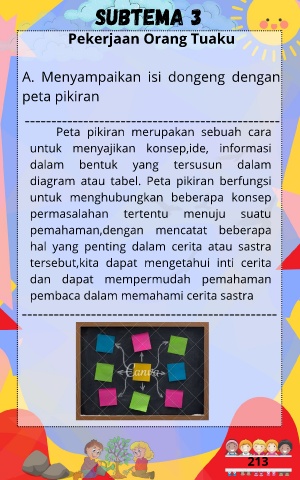 SUBTEMA 3
Pekerjaan Orang Tuaku
A. Menyampaikan isi dongeng dengan
peta pikiran
Peta pikiran merupakan sebuah cara
untuk menyajikan konsep,ide, informasi
dalam bentuk yang tersusun dalam
diagram atau tabel. Peta pikiran berfungsi
untuk menghubungkan beberapa konsep
permasalahan tertentu menuju suatu
pemahaman,dengan mencatat beberapa
hal yang penting dalam cerita atau sastra
tersebut,kita dapat mengetahui inti cerita
dan dapat mempermudah pemahaman
pembaca dalam memahami cerita sastra
Canva
213